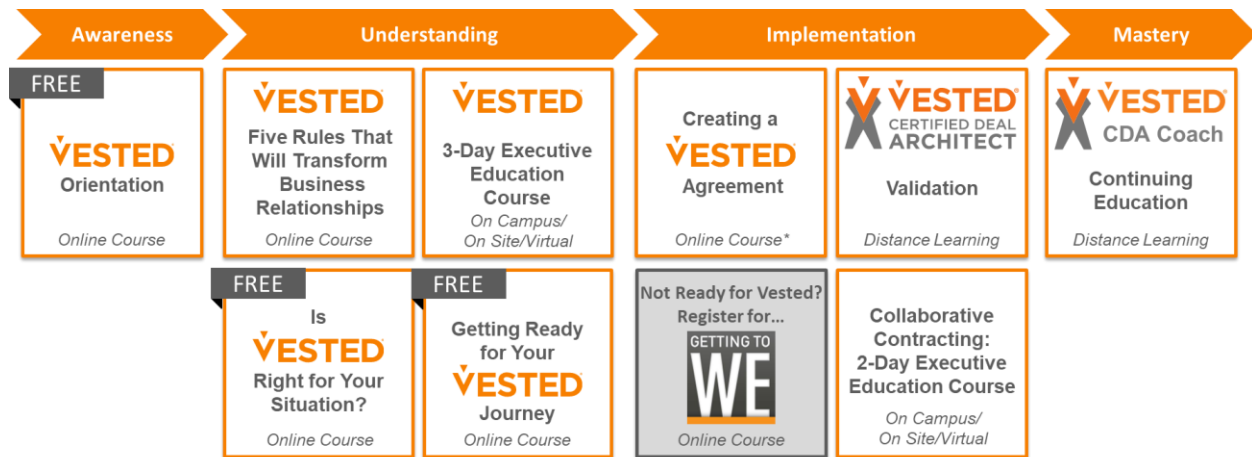 Awareness
Understanding
Implementation
Mastery
FREE
VESTED
Orientation
Online Course
VESTED®
Five Rules That
Will Transform
Business
Relationships
Online Course
VESTED®
3-Day Executive
Education
Course
On Campus/
On Site/Virtual
Creating a
VESTED
Agreement
Online Course*
VESTED®
CERTIFIED DEAL
ARCHITECT
Validation
Distance Learning
VESTED®
CDA Coach
Continuing
Education
Distance Learning
FREE
Is
VESTED
Right for Your
Situation?
Online Course
FREE
Getting Ready
for Your
VESTED
Journey
Online Course
Not Ready for Vested?
Register for...
GETTING TO
WE
Online Course
Collaborative
Contracting:
2-Day Executive
Education Course
On Campus/
On Site/Virtual